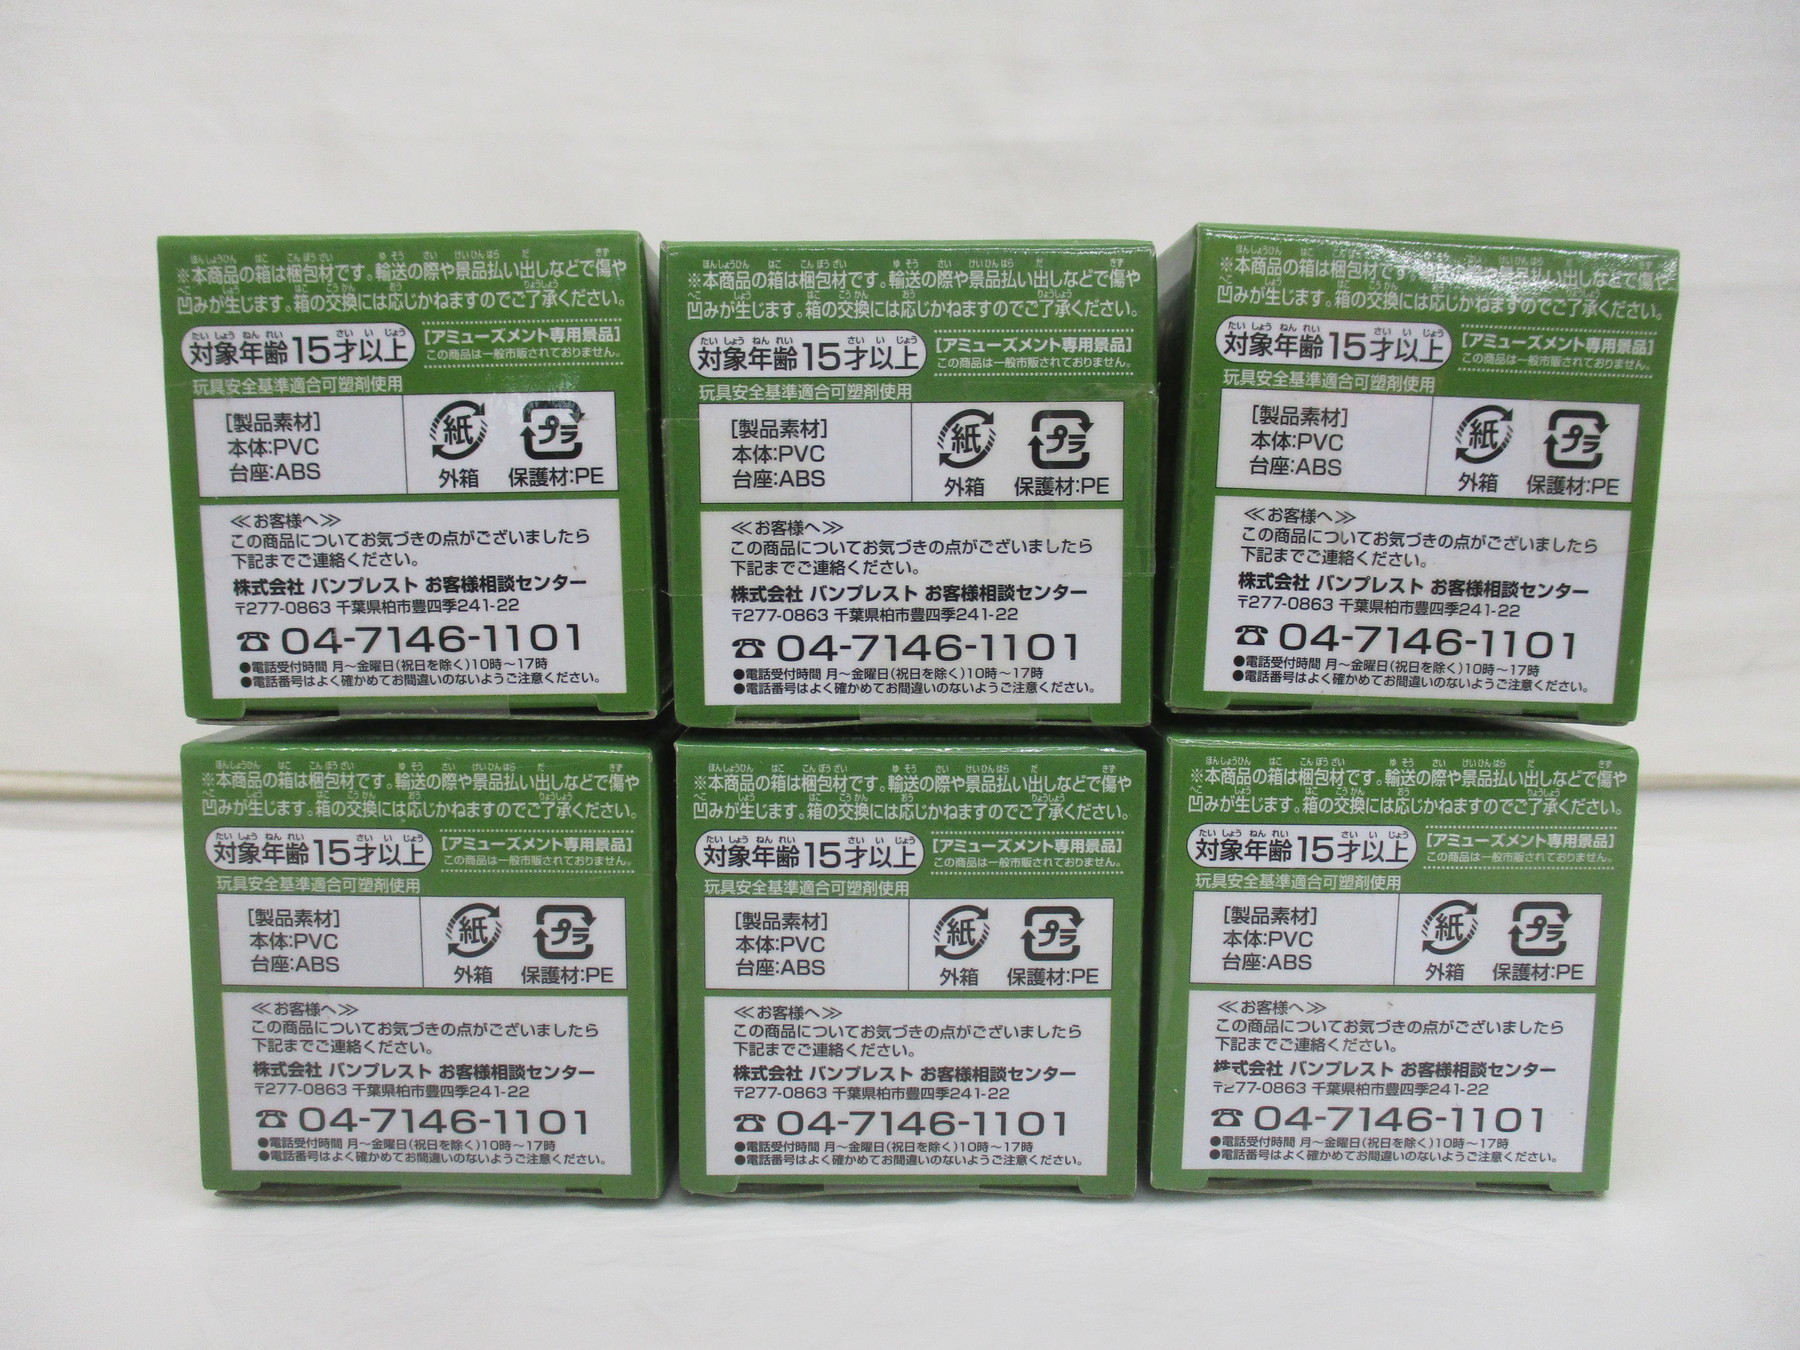 ※本商品の箱は梱包材です。輸送の際や景品払い出しなどで傷や
凹みが生じます。箱の交換には応じかねますのでご了承ください。
対象年齢15才以上
[アミューズメント専用景品]
この商品は一般市販されておりません。
玩具安全基準適合可塑剤使用
[製品素材]
本体:PVC
台座:ABS
紙
外箱
プラ
保護材:PE
≪お客様へ≫
この商品についてお気づきの点がございましたら
下記までご連絡ください。
株式会社 バンプレスト お客様相談センター
〒277-0863 千葉県柏市豊四季241-22
☎ 04-7146-1101
●電話受付時間 月〜金曜日(祝日を除く)10時〜17時
●電話番号はよく確かめてお間違いのないようご注意ください。
※本商品の箱は梱包材です。輸送の際や景品払い出しなどで傷や
凹みが生じます。箱の交換には応じかねますのでご了承ください。
対象年齢15才以上
[アミューズメント専用景品]
この商品は一般市販されておりません。
玩具安全基準適合可塑剤使用
[製品素材]
本体:PVC
台座:ABS
紙
外箱
プラ
保護材:PE
≪お客様へ≫
この商品についてお気づきの点がございましたら
下記までご連絡ください。
株式会社 バンプレスト お客様相談センター
〒277-0863 千葉県柏市豊四季241-22
☎ 04-7146-1101
●電話受付時間 月〜金曜日(祝日を除く)10時〜17時
●電話番号はよく確かめてお間違いのないようご注意ください。
※本商品の箱は梱包材です。輸送の際や景品払い出しなどで傷や
凹みが生じます。箱の交換には応じかねますのでご了承ください。
対象年齢15才以上
[アミューズメント専用景品]
この商品は一般市販されておりません。
玩具安全基準適合可塑剤使用
[製品素材]
本体:PVC
台座:ABS
紙
外箱
プラ
保護材:PE
≪お客様へ≫
この商品についてお気づきの点がございましたら
下記までご連絡ください。
株式会社 バンプレスト お客様相談センター
〒277-0863 千葉県柏市豊四季241-22
☎ 04-7146-1101
●電話受付時間 月〜金曜日(祝日を除く)10時〜17時
●電話番号はよく確かめてお間違いのないようご注意ください。
※本商品の箱は梱包材です。輸送の際や景品払い出しなどで傷や
凹みが生じます。箱の交換には応じかねますのでご了承ください。
対象年齢15才以上
[アミューズメント専用景品]
この商品は一般市販されておりません。
玩具安全基準適合可塑剤使用
[製品素材]
本体:PVC
台座:ABS
紙
外箱
プラ
保護材:PE
≪お客様へ≫
この商品についてお気づきの点がございましたら
下記までご連絡ください。
株式会社 バンプレスト お客様相談センター
〒277-0863 千葉県柏市豊四季241-22
☎ 04-7146-1101
●電話受付時間 月〜金曜日(祝日を除く)10時〜17時
●電話番号はよく確かめてお間違いのないようご注意ください。
※本商品の箱は梱包材です。輸送の際や景品払い出しなどで傷や
凹みが生じます。箱の交換には応じかねますのでご了承ください。
対象年齢15才以上
[アミューズメント専用景品]
この商品は一般市販されておりません。
玩具安全基準適合可塑剤使用
[製品素材]
本体:PVC
台座:ABS
紙
外箱
プラ
保護材:PE
≪お客様へ≫
この商品についてお気づきの点がございましたら
下記までご連絡ください。
株式会社 バンプレスト お客様相談センター
〒277-0863 千葉県柏市豊四季241-22
☎ 04-7146-1101
●電話受付時間 月〜金曜日(祝日を除く)10時〜17時
●電話番号はよく確かめてお間違いのないようご注意ください。
※本商品の箱は梱包材です。輸送の際や景品払い出しなどで傷や
凹みが生じます。箱の交換には応じかねますのでご了承ください。
対象年齢15才以上
[アミューズメント専用景品]
この商品は一般市販されておりません。
玩具安全基準適合可塑剤使用
[製品素材]
本体:PVC
台座:ABS
紙
外箱
プラ
保護材:PE
≪お客様へ≫
この商品についてお気づきの点がございましたら
下記までご連絡ください。
株式会社 バンプレスト お客様相談センター
〒277-0863 千葉県柏市豊四季241-22
☎ 04-7146-1101
●電話受付時間 月〜金曜日(祝日を除く)10時〜17時
●電話番号はよく確かめてお間違いのないようご注意ください。